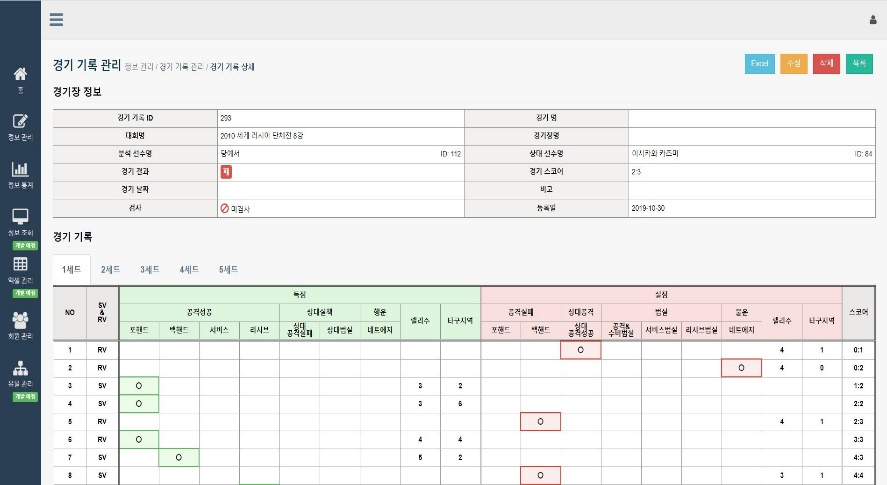 홈
정보 관리
정보 통계
정보 조회
개발 예정
엑셀 관리
개발 예정
회원 관리
유물 관리
개발 예정
경기 기록 관리 정보 관리 / 경기 기록 관리 / 경기 기록 상세
Excel 수정 삭제 목록
경기장 정보
경기 기록 ID 293 경기 명
대회명 2010 세계 러시아 단체전 8강 경기장명
분석 선수명 당예서 ID: 112 상대 선수명 이시카와 카즈미 ID: 84
경기 결과 패 경기 스코어 2:3
경기 날짜 비고
검사 미검사 등록일 2019-10-30
경기 기록
1세트 2세트 3세트 4세트 5세트
NO SV & RV 득점 실점 스코어
공격성공 상대실책 행운 랠리수 타구지역 공격실패 상대공격 범실 불운 랠리수 타구지역
포핸드 백핸드 서비스 리시브 상대 공격실패 상대범실 네트에지 포핸드 백핸드 상대 공격성공 공격& 수비범실 서비스범실 리시브범실 네트에지
1 RV O 4 1 0:1
2 RV O 4 0 0:2
3 SV O 3 2 1:2
4 SV O 3 6 2:2
5 RV O 4 1 2:3
6 RV O 4 4 3:3
7 SV O 5 2 4:3
8 SV O 3 1 4:4